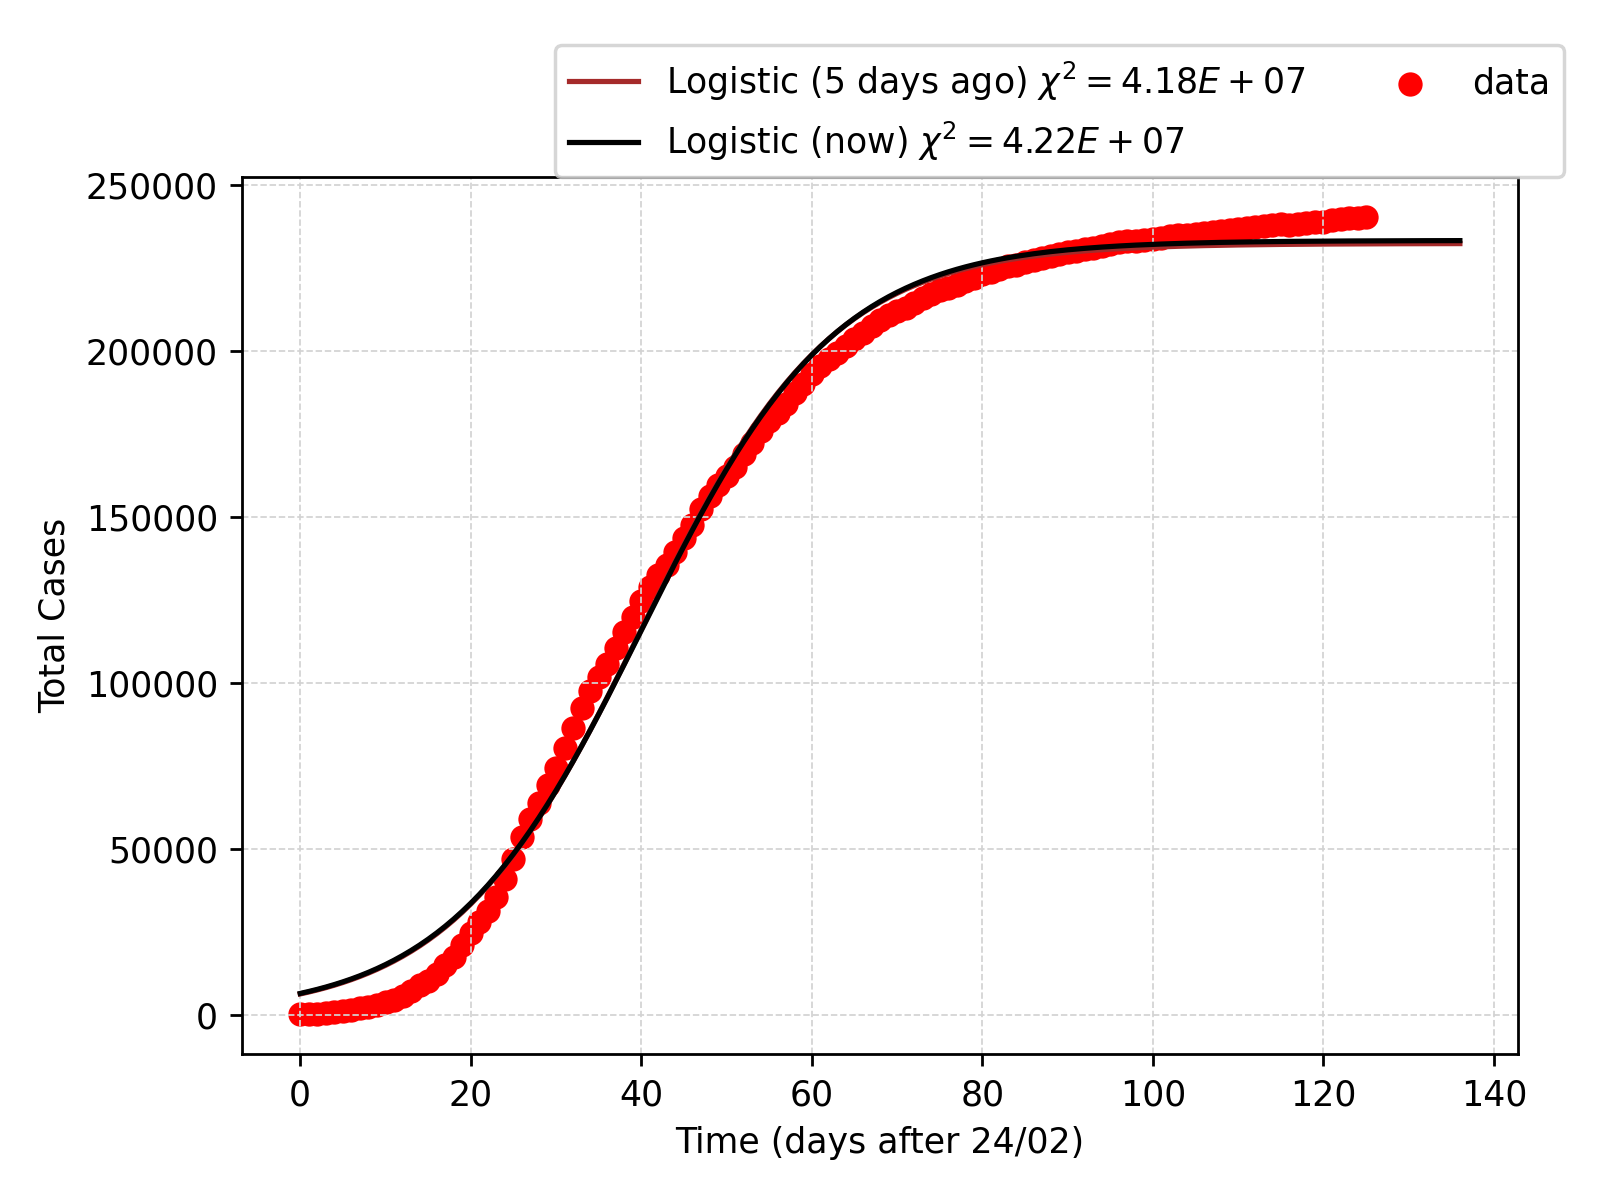 Logistic (5 days ago) χ² = 4.18E + 07
data
Logistic (now) χ² = 4.22E + 07
250000
200000
150000
100000
50000
0
Total Cases
0 20 40 60 80 100 120 140
Time (days after 24/02)